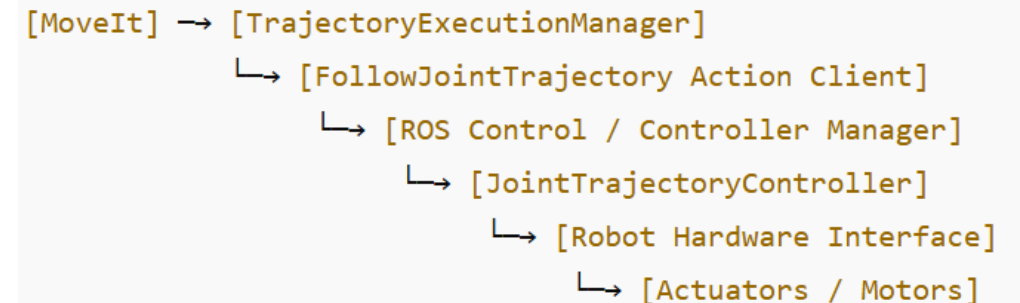 [MoveIt] ─→ [TrajectoryExecutionManager]
└─→ [FollowJointTrajectory Action Client]
└─→ [ROS Control / Controller Manager]
└─→ [JointTrajectoryController]
└─→ [Robot Hardware Interface]
└─→ [Actuators / Motors]